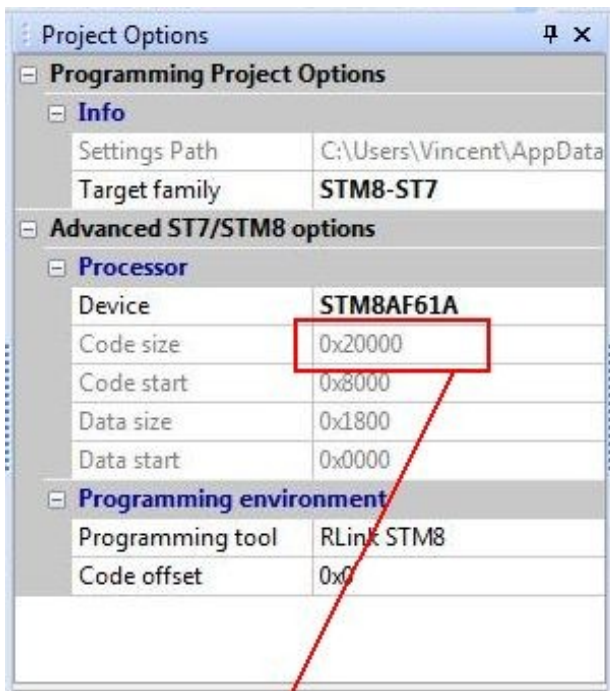 Project Options
Programming Project Options
Info
Settings Path C:\Users\Vincent\AppData
Target family STM8-ST7
Advanced ST7/STM8 options
Processor
Device STM8AF61A
Code size 0x20000
Code start 0x8000
Data size 0x1800
Data start 0x0000
Programming environment
Programming tool RLink STM8
Code offset 0x0